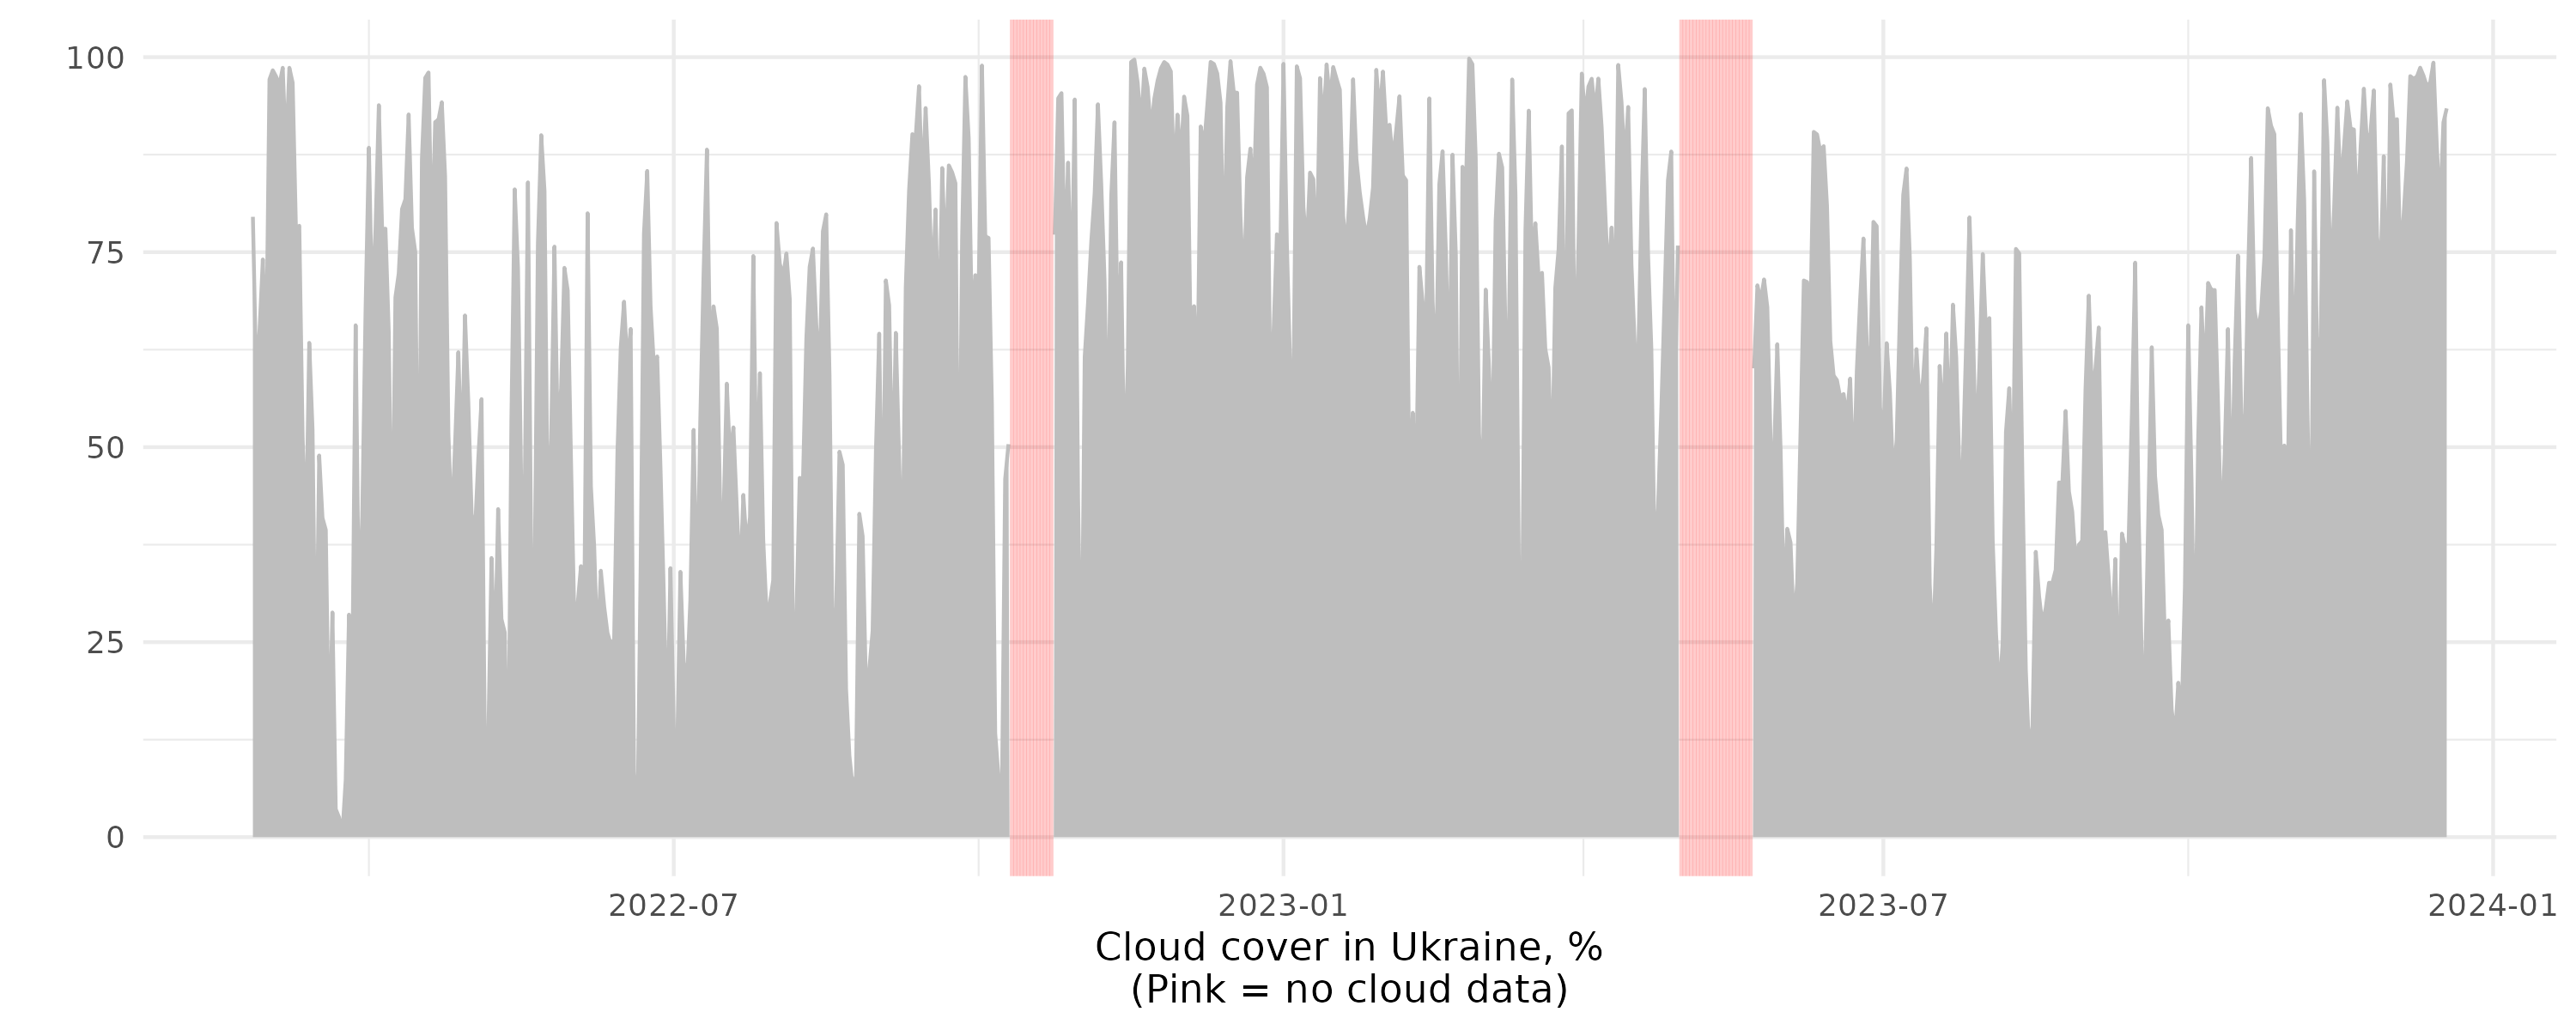 100
75
50
25
0
2022-07 2023-01 2023-07 2024-01
Cloud cover in Ukraine, %
(Pink = no cloud data)